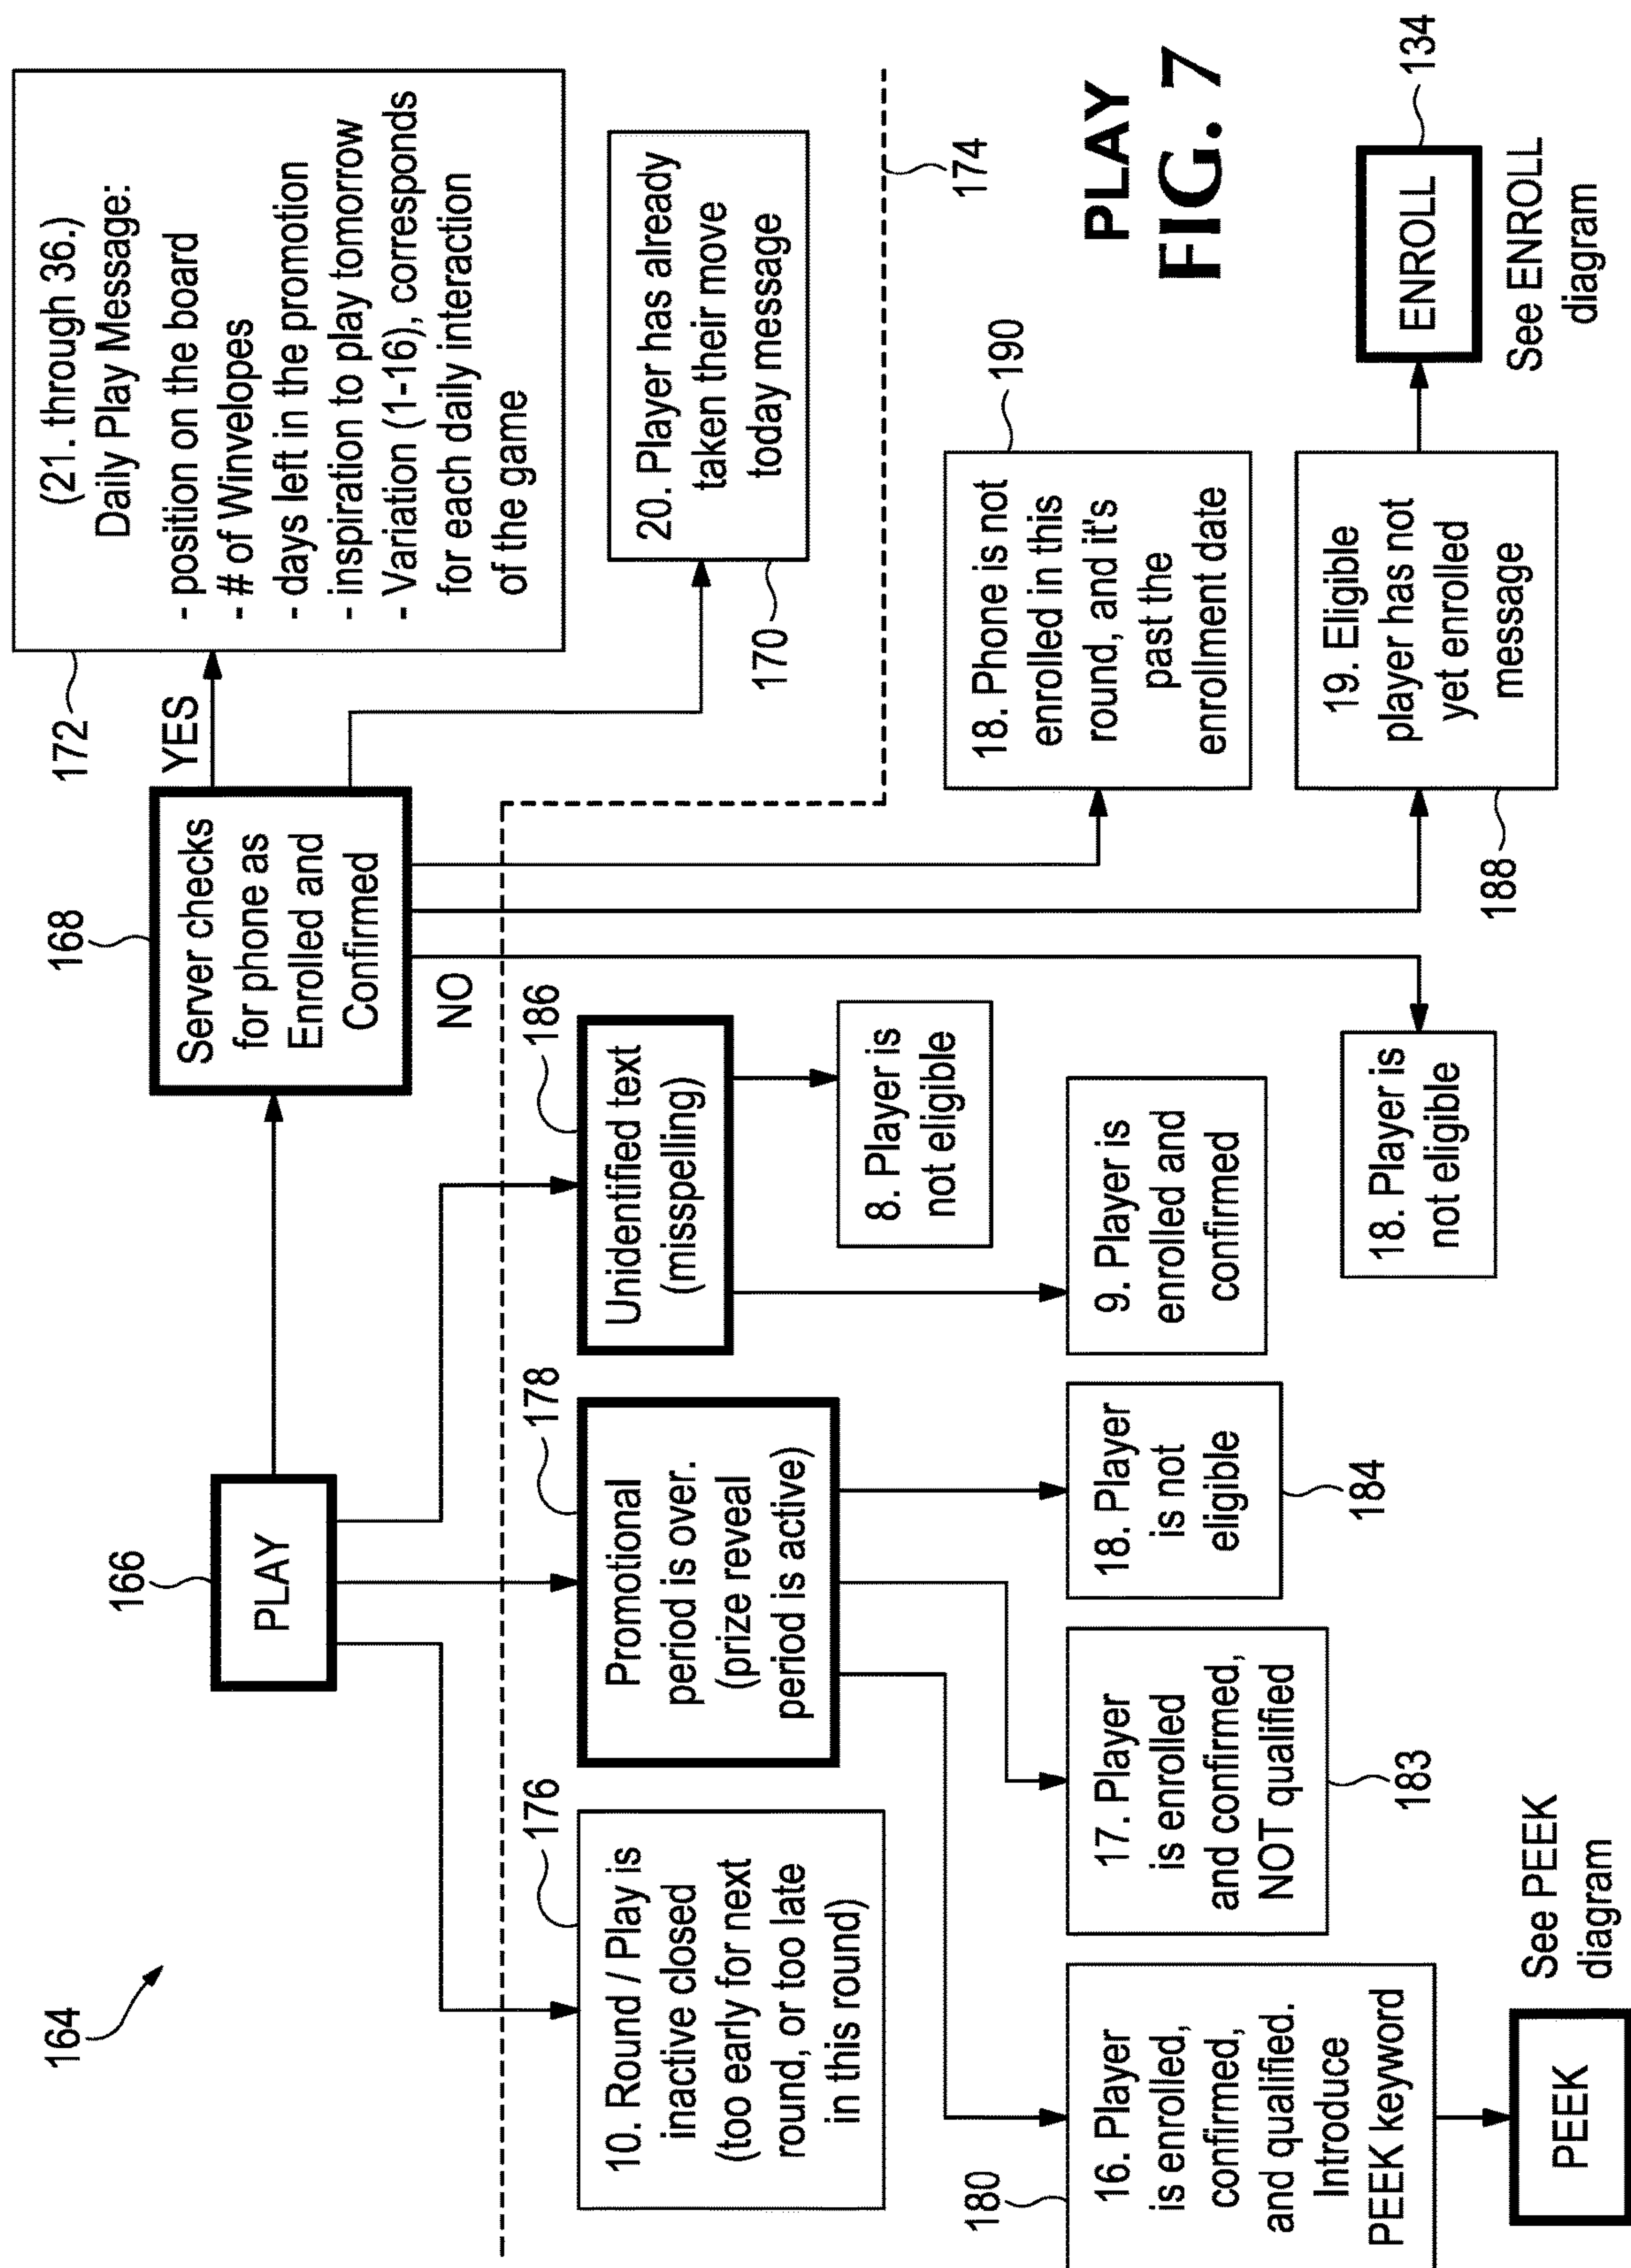 164
166
PLAY
168
Server checks
for phone as
Enrolled and
Confirmed
YES
NO
172
(21. through 36.)
Daily Play Message:
- position on the board
- # of Winvelopes
- days left in the promotion
- inspiration to play tomorrow
- Variation (1-16), corresponds
for each daily interaction
of the game
20. Player has already
taken their move
today message
170
174
176
10. Round / Play is
inactive closed
(too early for next
round, or too late
in this round)
178
Promotional
period is over.
(prize reveal
period is active)
186
Unidentified text
(misspelling)
8. Player is
not eligible
9. Player is
enrolled and
confirmed
180
16. Player
is enrolled,
confirmed,
and qualified.
Introduce
PEEK keyword
17. Player
is enrolled
and confirmed,
NOT qualified
183
18. Player
is not
eligible
184
18. Player is
not eligible
190
18. Phone is not
enrolled in this
round, and it's
past the
enrollment date
19. Eligible
player has not
yet enrolled
message
188
134
ENROLL
See ENROLL
diagram
PEEK
See PEEK
diagram
PLAY
FIG. 7